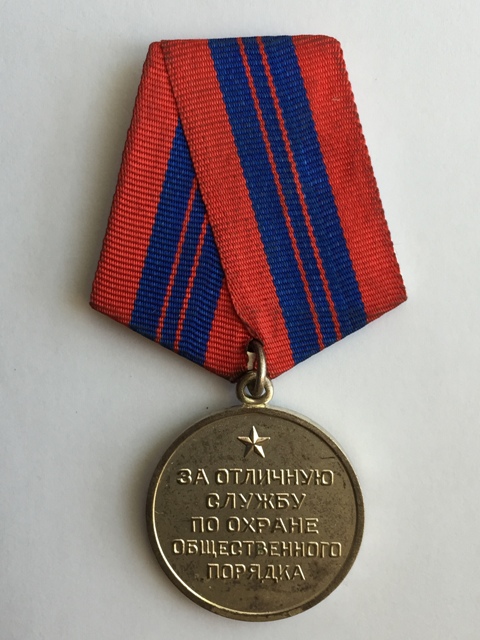 ЗА ОТЛИЧНУЮ
СЛУЖБУ
ПО ОХРАНЕ
ОБЩЕСТВЕННОГО
ПОРЯДКА